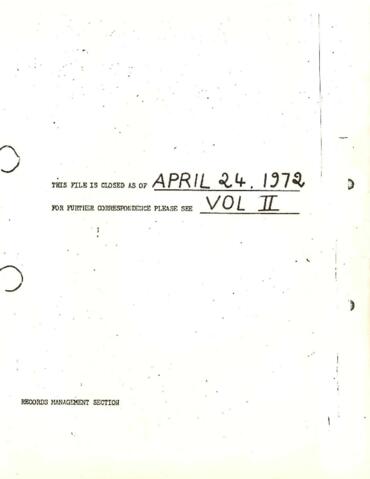 THIS FILE IS CLOSED AS OF APRIL 24. 1972
FOR FURTHER CORRESPONDENCE PLEASE SEE VOL II
RECORDS MANAGEMENT SECTION